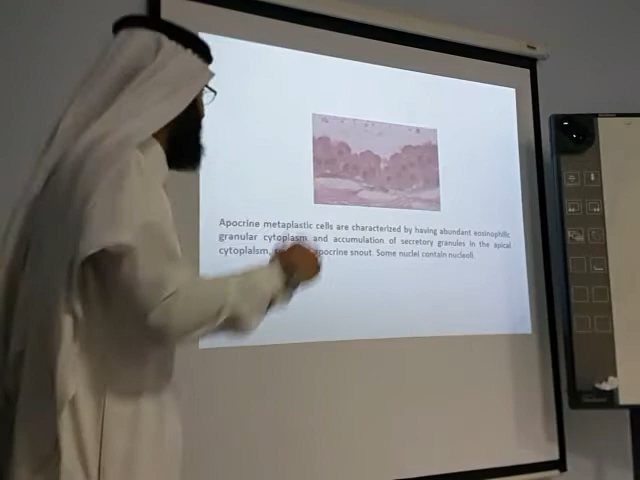 Apocrine metaplastic cells are characterized by having abundant eosinophilic
granular cytoplasm and accumulation of secretory granules in the apical
cytoplalsm, apocrine snout. Some nuclei contain nucleoli.